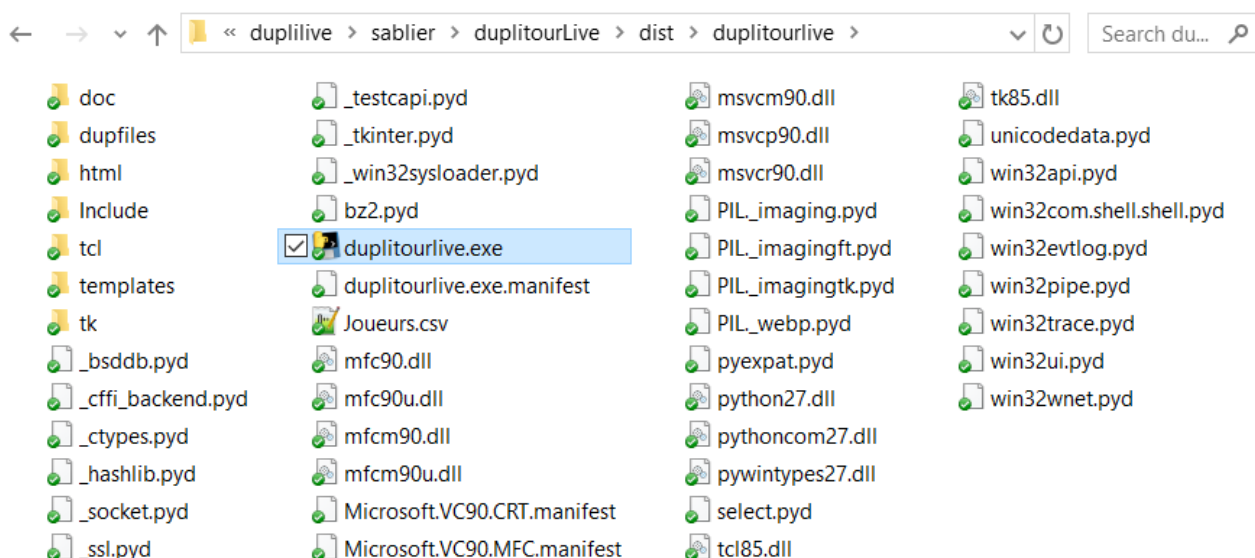 « duplilive > sablier > duplitourLive > dist > duplitourlive >
Search du...
doc
dupfiles
html
Include
tcl
templates
tk
_bsddb.pyd
_cffi_backend.pyd
_ctypes.pyd
_hashlib.pyd
_socket.pyd
_ssl.pyd
_testcapi.pyd
_tkinter.pyd
_win32sysloader.pyd
bz2.pyd
duplitourlive.exe
duplitourlive.exe.manifest
Joueurs.csv
mfc90.dll
mfc90u.dll
mfcm90.dll
mfcm90u.dll
Microsoft.VC90.CRT.manifest
Microsoft.VC90.MFC.manifest
msvcm90.dll
msvcp90.dll
msvcr90.dll
PIL._imaging.pyd
PIL._imagingft.pyd
PIL._imagingtk.pyd
PIL._webp.pyd
pyexpat.pyd
python27.dll
pythoncom27.dll
pywintypes27.dll
select.pyd
tcl85.dll
tk85.dll
unicodedata.pyd
win32api.pyd
win32com.shell.shell.pyd
win32evtlog.pyd
win32pipe.pyd
win32trace.pyd
win32ui.pyd
win32wnet.pyd